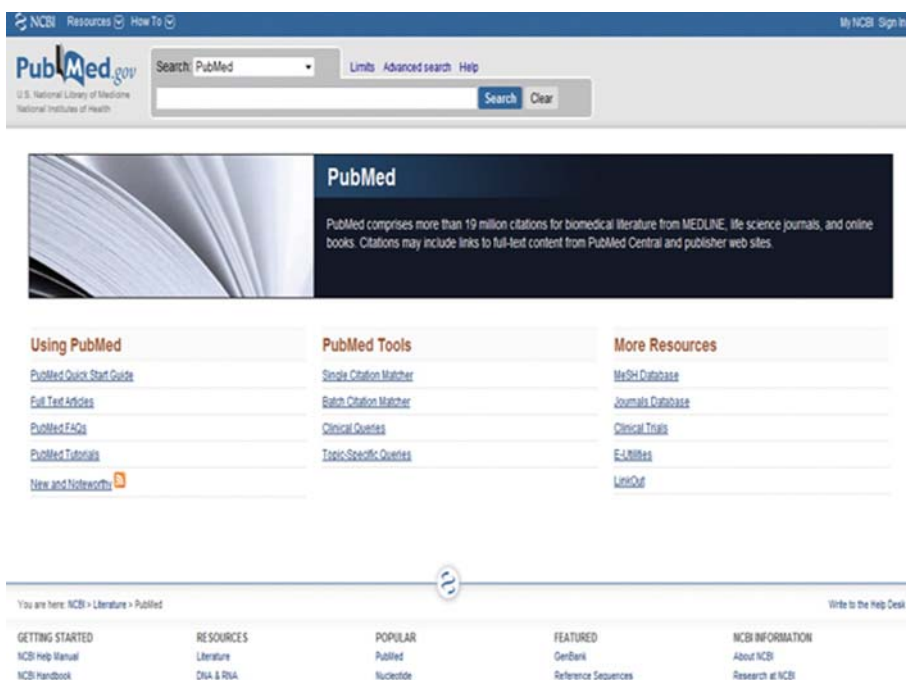 NCBI Resources How To My NCBI Sign In
PubMed.gov
U.S. National Library of Medicine
National Institutes of Health
Search: PubMed
Limits Advanced search Help
Search Clear
PubMed
PubMed comprises more than 19 million citations for biomedical literature from MEDLINE, life science journals, and online
books. Citations may include links to full-text content from PubMed Central and publisher web sites.
Using PubMed
PubMed Quick Start Guide
Full Text Articles
PubMed FAQs
PubMed Tutorials
New and Noteworthy
PubMed Tools
Single Citation Matcher
Batch Citation Matcher
Clinical Queries
Topic-Specific Queries
More Resources
MeSH Database
Journals Database
Clinical Trials
E-Utilities
LinkOut
You are here: NCBI > Literature > PubMed
Write to the Help Desk
GETTING STARTED
NCBI Help Manual
NCBI Handbook
RESOURCES
Literature
DNA & RNA
POPULAR
PubMed
Nucleotide
FEATURED
GenBank
Reference Sequences
NCBI INFORMATION
About NCBI
Research at NCBI